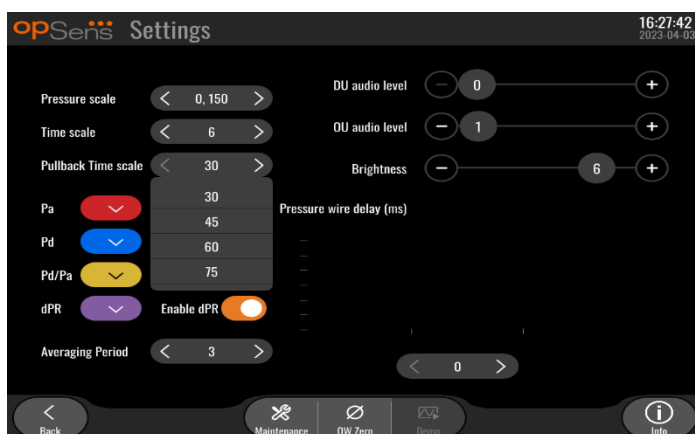 opSens Settings
16:27:42
2023-04-03
Pressure scale 0, 150
Time scale 6
Pullback Time scale 30
30
45
60
75
DU audio level 0
OU audio level 1
Brightness 6
Pa
Pd
Pd/Pa
dPR Enable dPR
Pressure wire delay (ms)
Averaging Period 3
0
Back
Maintenance
OW Zero
Demo
Info